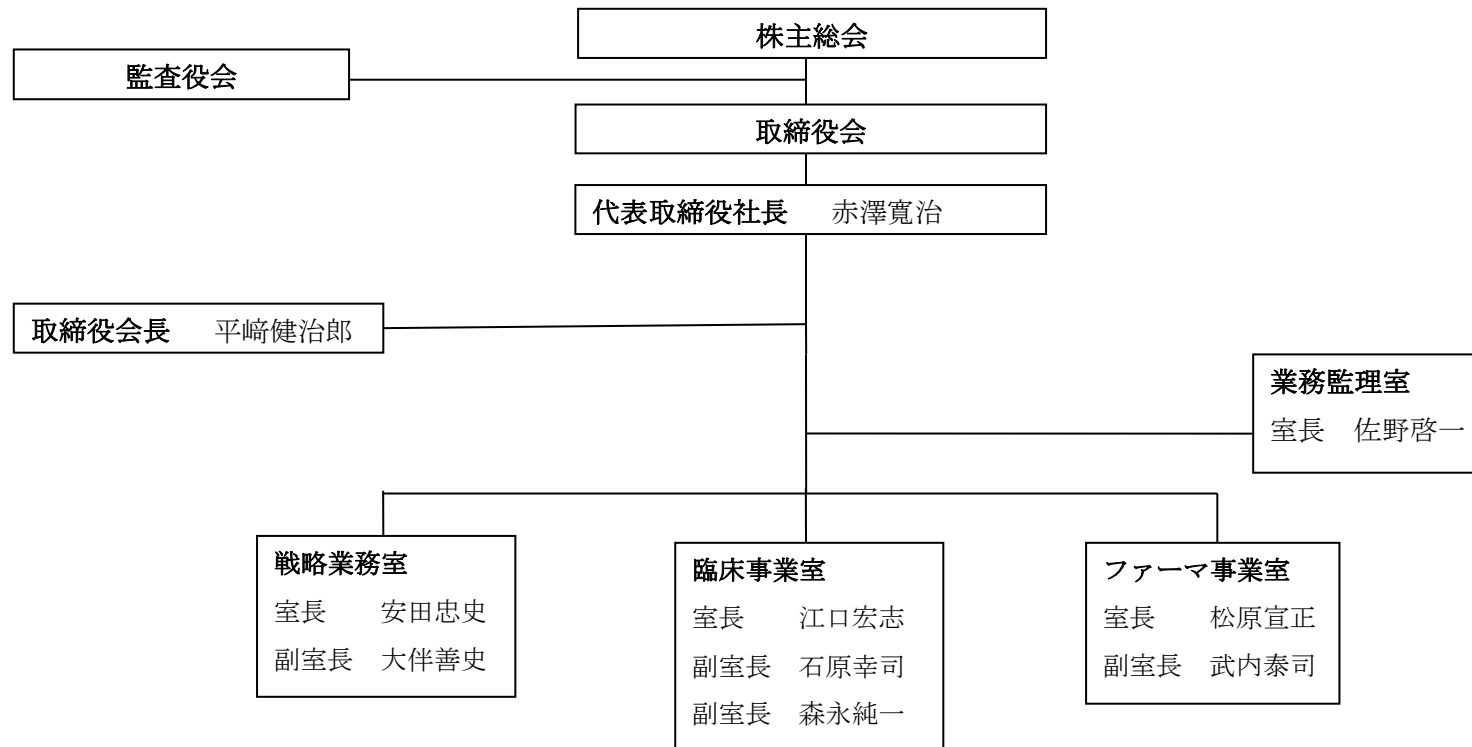 株主総会
監査役会
取締役会
代表取締役社長　赤澤寛治
取締役会長　平﨑健治郎
業務監理室
室長　佐野啓一
戦略業務室
室長　安田忠史
副室長　大伴善史
臨床事業室
室長　江口宏志
副室長　石原幸司
副室長　森永純一
ファーマ事業室
室長　松原宣正
副室長　武内泰司